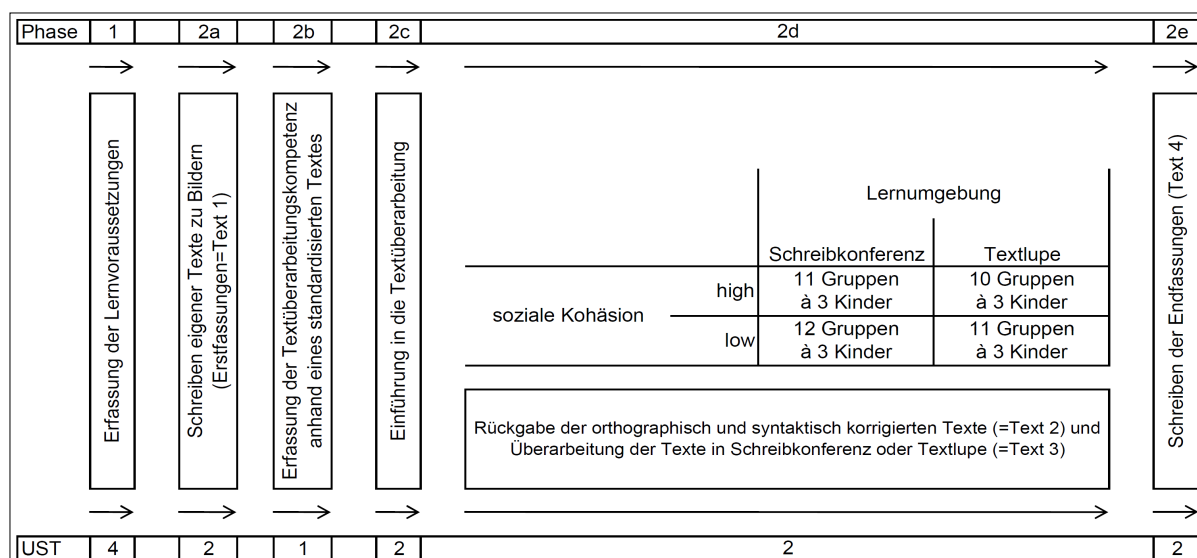 Phase 1 2a 2b 2c 2d 2e
Erfassung der Lernvoraussetzungen
Schreiben eigener Texte zu Bildern
(Erstfassungen=Text 1)
Erfassung der Textüberarbeitungskompetenz
anhand eines standardisierten Textes
Einführung in die Textüberarbeitung
Lernumgebung
Schreibkonferenz Textlupe
soziale Kohäsion
high 11 Gruppen 10 Gruppen
à 3 Kinder à 3 Kinder
low 12 Gruppen 11 Gruppen
à 3 Kinder à 3 Kinder
Rückgabe der orthographisch und syntaktisch korrigierten Texte (=Text 2) und
Überarbeitung der Texte in Schreibkonferenz oder Textlupe (=Text 3)
Schreiben der Endfassungen (Text 4)
UST 4 2 1 2 2 2